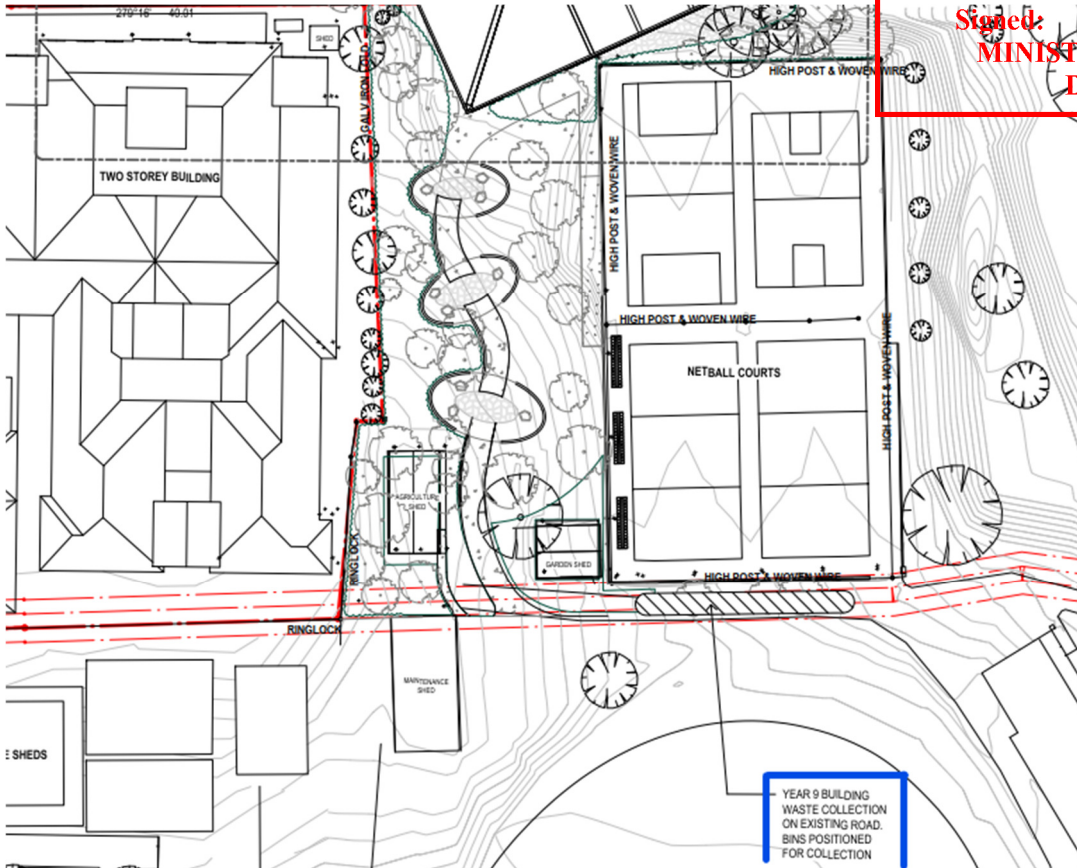 279°16' 49.91
Signed:
MINIST
D
SHED
GALV IRON
HIGH POST & WOVEN WIRE
HIGH POST & WOVEN WIRE
TWO STOREY BUILDING
HIGH POST & WOVEN WIRE
HIGH POST & WOVEN WIRE
NETBALL COURTS
AGRICULTURE
SHED
RINGLOCK
GARDEN SHED
HIGH POST & WOVEN WIRE
RINGLOCK
MAINTENANCE
SHED
E SHEDS
YEAR 9 BUILDING
WASTE COLLECTION
ON EXISTING ROAD.
BINS POSITIONED
FOR COLLECTION